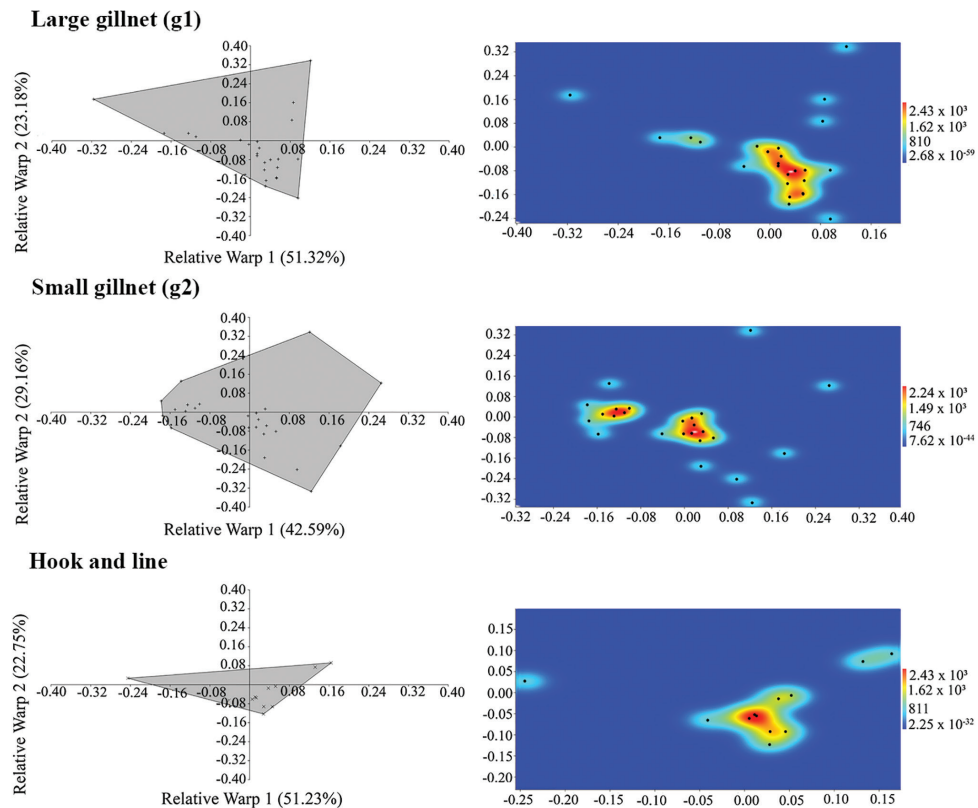 Large gillnet (g1)
Relative Warp 2 (23.18%)
0.40
0.32
0.24
0.16
0.08
-0.32 -0.24 -0.16 -0.08 0.08 0.16 0.24 0.32 0.40
-0.08
-0.16
-0.24
-0.32
-0.40
Relative Warp 1 (51.32%)
0.32
0.24
0.16
0.08
0.00
-0.08
-0.16
-0.24
-0.40 -0.32 -0.24 -0.16 -0.08 0.00 0.08 0.16
2.43 x 10³
1.62 x 10³
810
2.68 x 10⁻⁵⁹
Small gillnet (g2)
Relative Warp 2 (29.16%)
0.40
0.32
0.24
0.16
0.08
-0.40 -0.32 -0.24 -0.16 -0.08 0.08 0.16 0.24 0.32 0.40
-0.08
-0.16
-0.24
-0.32
-0.40
Relative Warp 1 (42.59%)
0.32
0.24
0.16
0.08
0.00
-0.08
-0.16
-0.24
-0.32
-0.32 -0.24 -0.16 -0.08 0.00 0.08 0.16 0.24 0.32 0.40
2.24 x 10³
1.49 x 10³
746
7.62 x 10⁻⁴⁴
Hook and line
Relative Warp 2 (22.75%)
0.40
0.32
0.24
0.16
0.08
-0.40 -0.32 -0.24 -0.16 -0.08 0.08 0.16 0.24 0.32 0.40
-0.08
-0.16
-0.24
-0.32
-0.40
Relative Warp 1 (51.23%)
0.15
0.10
0.05
0.00
-0.05
-0.10
-0.15
-0.20
-0.25 -0.20 -0.15 -0.10 -0.05 0.00 0.05 0.10 0.15
2.43 x 10³
1.62 x 10³
811
2.25 x 10⁻³²